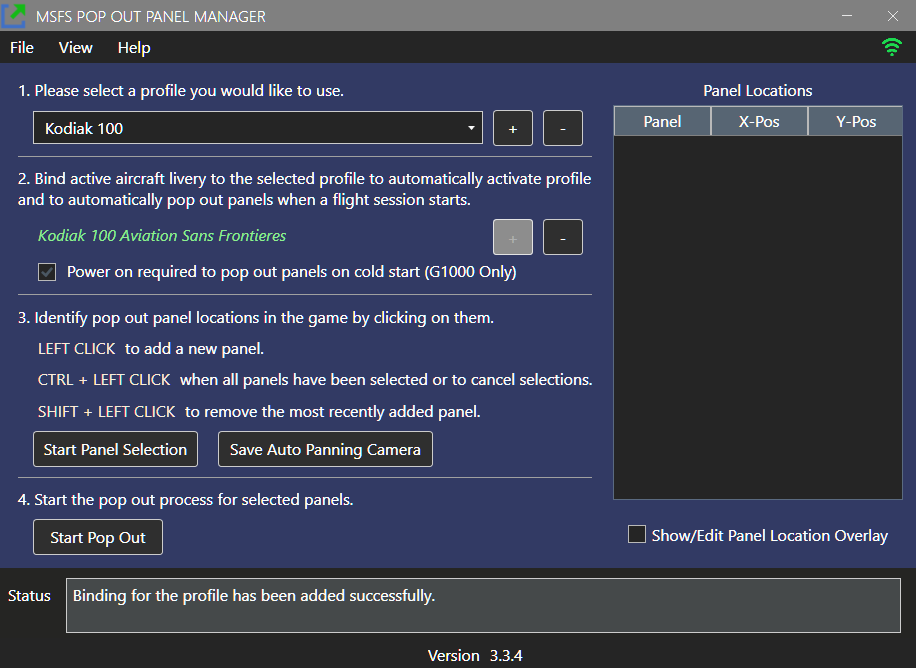 MSFS POP OUT PANEL MANAGER
File View Help
1. Please select a profile you would like to use.
Kodiak 100
+ -
2. Bind active aircraft livery to the selected profile to automatically activate profile
and to automatically pop out panels when a flight session starts.
Kodiak 100 Aviation Sans Frontieres
+ -
Power on required to pop out panels on cold start (G1000 Only)
3. Identify pop out panel locations in the game by clicking on them.
LEFT CLICK to add a new panel.
CTRL + LEFT CLICK when all panels have been selected or to cancel selections.
SHIFT + LEFT CLICK to remove the most recently added panel.
Start Panel Selection
Save Auto Panning Camera
4. Start the pop out process for selected panels.
Start Pop Out
Panel Locations
Panel X-Pos Y-Pos
Show/Edit Panel Location Overlay
Status
Binding for the profile has been added successfully.
Version 3.3.4